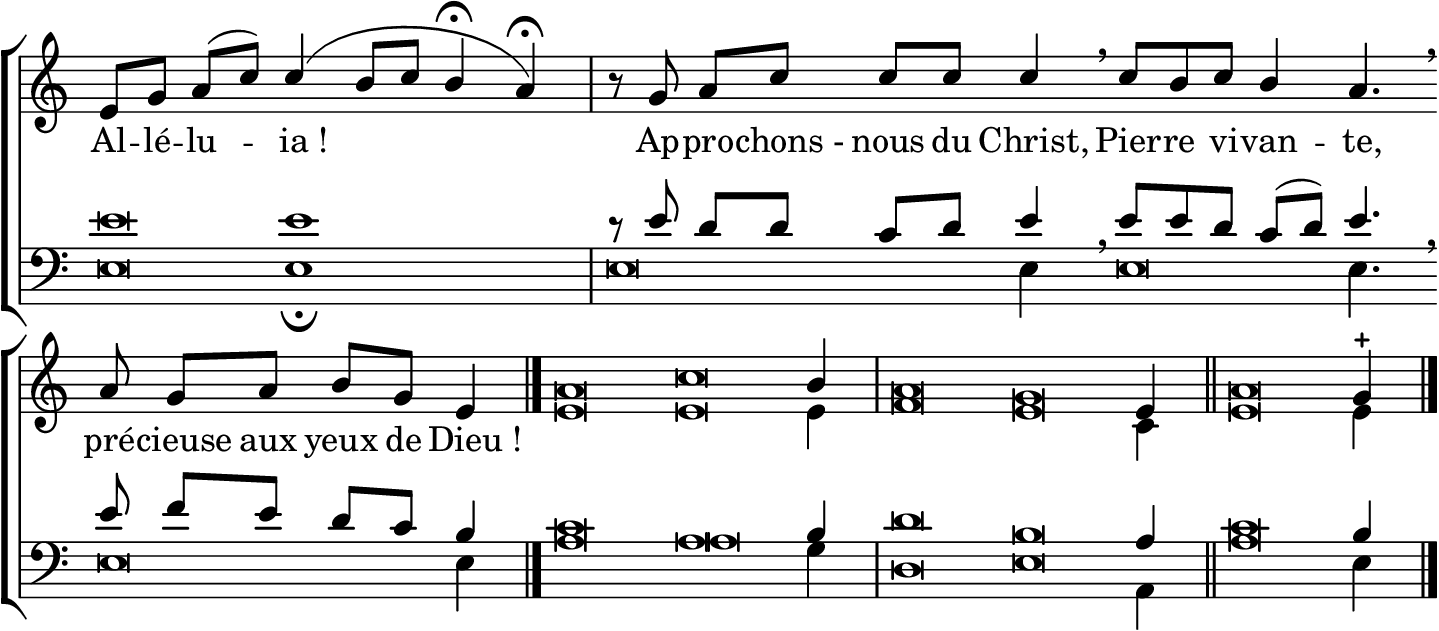 Al -- lé -- lu -- ia ! Ap -- prochons - nous du Christ, Pierre vivan -- te,
précieuse aux yeux de Dieu !